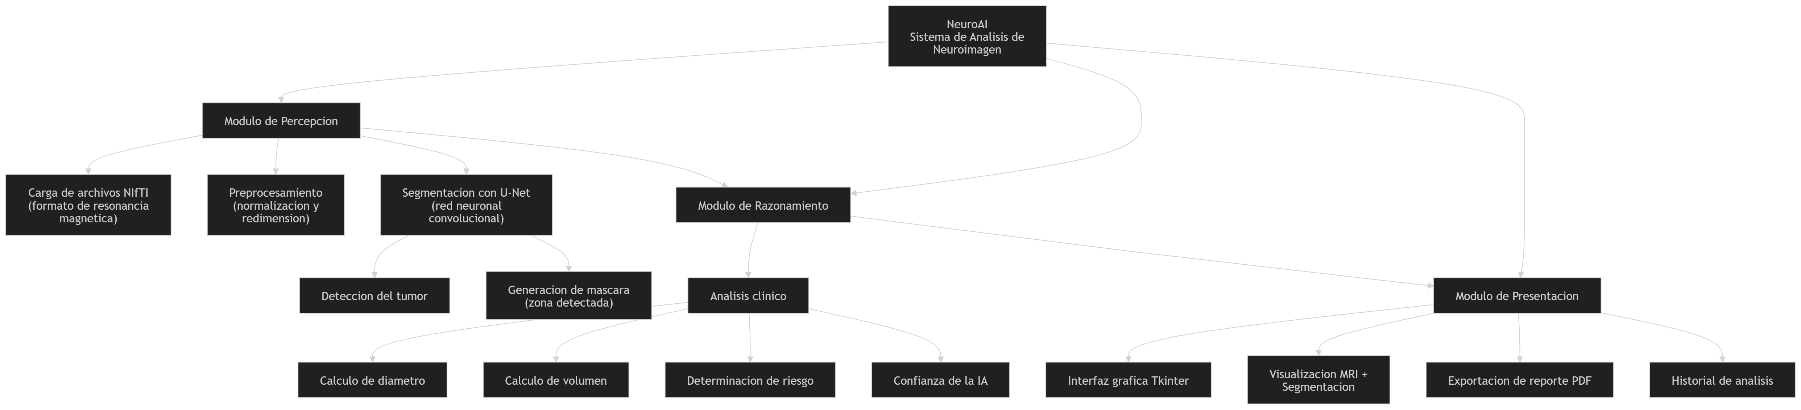 NeuroAI
Sistema de Analisis de
Neuroimagen
Modulo de Percepcion
Carga de archivos NIfTI
(formato de resonancia
magnetica)
Preprocesamiento
(normalizacion y
redimension)
Segmentacion con U-Net
(red neuronal
convolucional)
Modulo de Razonamiento
Deteccion del tumor
Generacion de mascara
(zona detectada)
Analisis clinico
Modulo de Presentacion
Calculo de diametro
Calculo de volumen
Determinacion de riesgo
Confianza de la IA
Interfaz grafica Tkinter
Visualizacion MRI +
Segmentacion
Exportacion de reporte PDF
Historial de analisis